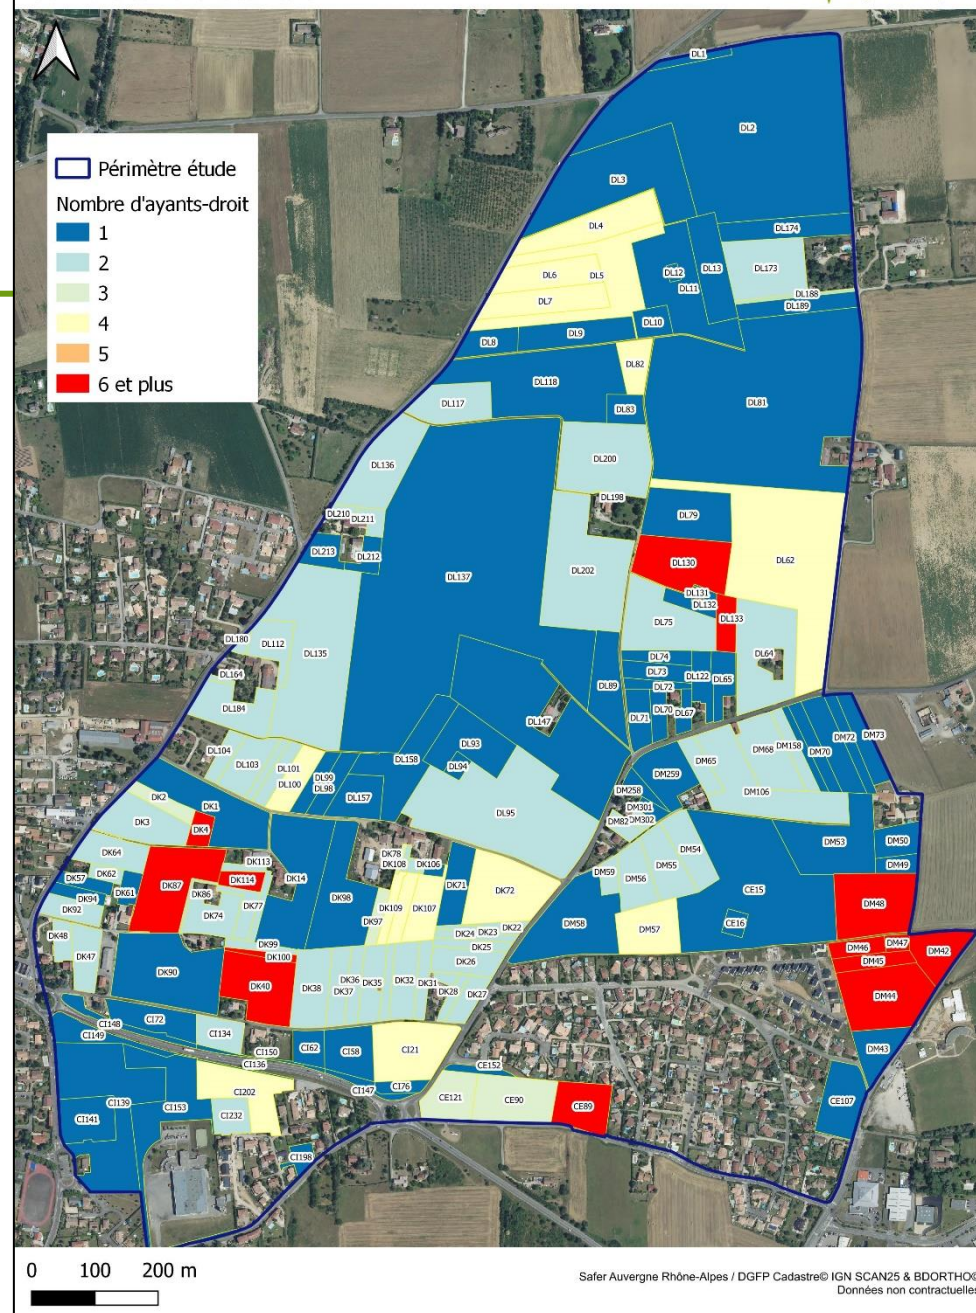 Périmètre étude
Nombre d'ayants-droit
1
2
3
4
5
6 et plus
DL1
DL2
DL3
DL4
DL174
DL173
DL13
DL12
DL11
DL6
DL5
DL7
DL188
DL189
DL10
DL8
DL9
DL82
DL118
DL117
DL83
DL81
DL136
DL200
DL198
DL210
DL211
DL79
DL213
DL212
DL130
DL62
DL137
DL202
DL131
DL132
DL133
DL75
DL180
DL112
DL135
DL74
DL64
DL164
DL73
DL122
DL65
DL72
DL89
DL184
DL70
DL67
DL71
DL147
DM72
DM73
DL104
DL93
DM68
DM158
DM70
DL158
DM65
DL103
DL101
DL94
DL99
DM259
DL100
DL98
DM258
DM106
DK2
DL157
DK1
DM301
DL95
DM82
DM302
DK3
DK4
DM53
DM50
DK64
DM54
DK78
DK113
DK108
DK106
DM49
DK62
DM59
DM55
DK57
DK87
DK114
DK14
DK71
DM56
DK61
DK72
CE15
DK94
DK86
DK98
DK92
DK77
DK109
DK107
DM48
DK74
DK97
CE16
DM58
DK22
DM57
DK48
DK24
DK23
DK99
DK25
DM46
DM47
DM42
DK47
DK100
DM45
DK26
DK90
DK36
DK32
DK31
DK40
DK38
DK35
DK37
DK28
DK27
DM44
CI148
CI72
CI149
CI134
DM43
CI150
CI62
CI58
CI21
CI136
CE152
CI147
CI76
CI202
CE121
CE90
CE89
CE107
CI139
CI153
CI141
CI232
CI198
0 100 200 m
Safer Auvergne Rhône-Alpes / DGFP Cadastre© IGN SCAN25 & BDORTHO©
Données non contractuelles